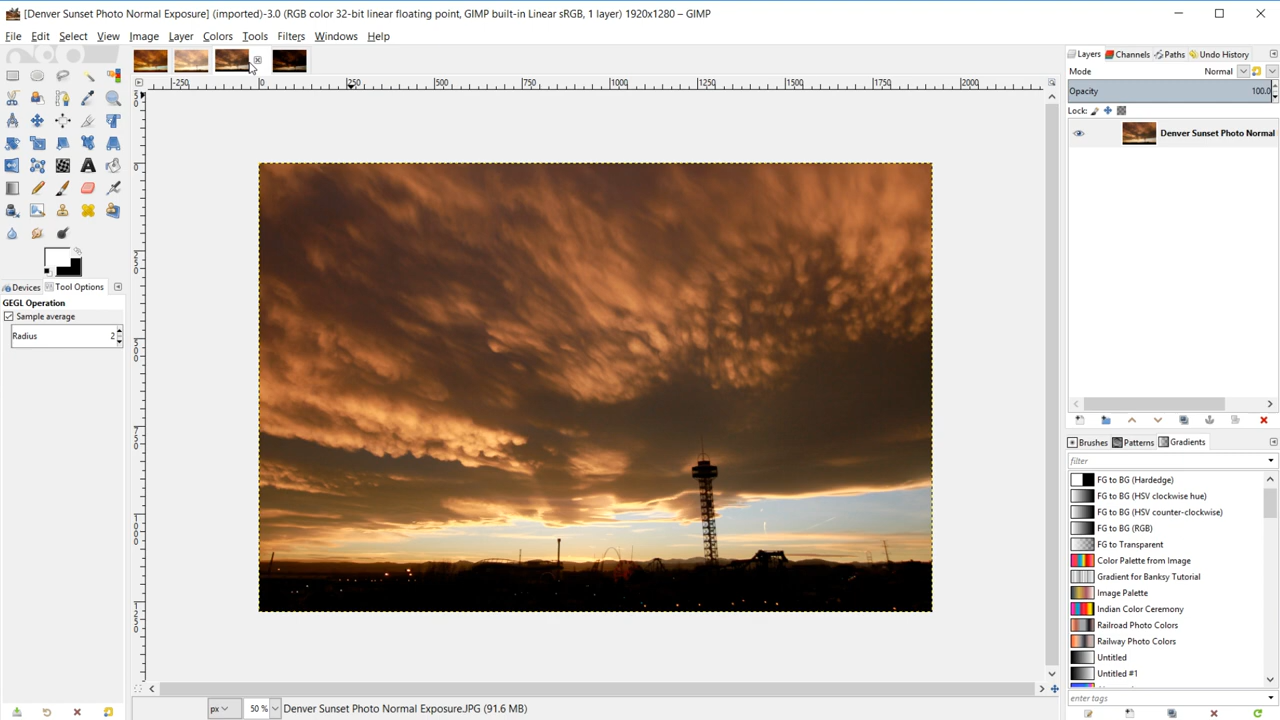 [Denver Sunset Photo Normal Exposure] (imported)-3.0 (RGB color 32-bit linear floating point, GIMP built-in Linear sRGB, 1 layer) 1920x1280 – GIMP
File Edit Select View Image Layer Colors Tools Filters Windows Help
Layers Channels Paths Undo History
Mode Normal
Opacity 100.0
Lock:
Denver Sunset Photo Normal
-250 0 250 500 750 1000 1250 1500 1750 2000
0
250
500
750
1000
1250
Devices Tool Options
GEGL Operation
Sample average
Radius 2
Brushes Patterns Gradients
filter
FG to BG (Hardedge)
FG to BG (HSV clockwise hue)
FG to BG (HSV counter-clockwise)
FG to BG (RGB)
FG to Transparent
Color Palette from Image
Gradient for Banksy Tutorial
Image Palette
Indian Color Ceremony
Railroad Photo Colors
Railway Photo Colors
Untitled
Untitled #1
enter tags
px 50 % Denver Sunset Photo Normal Exposure.JPG (91.6 MB)